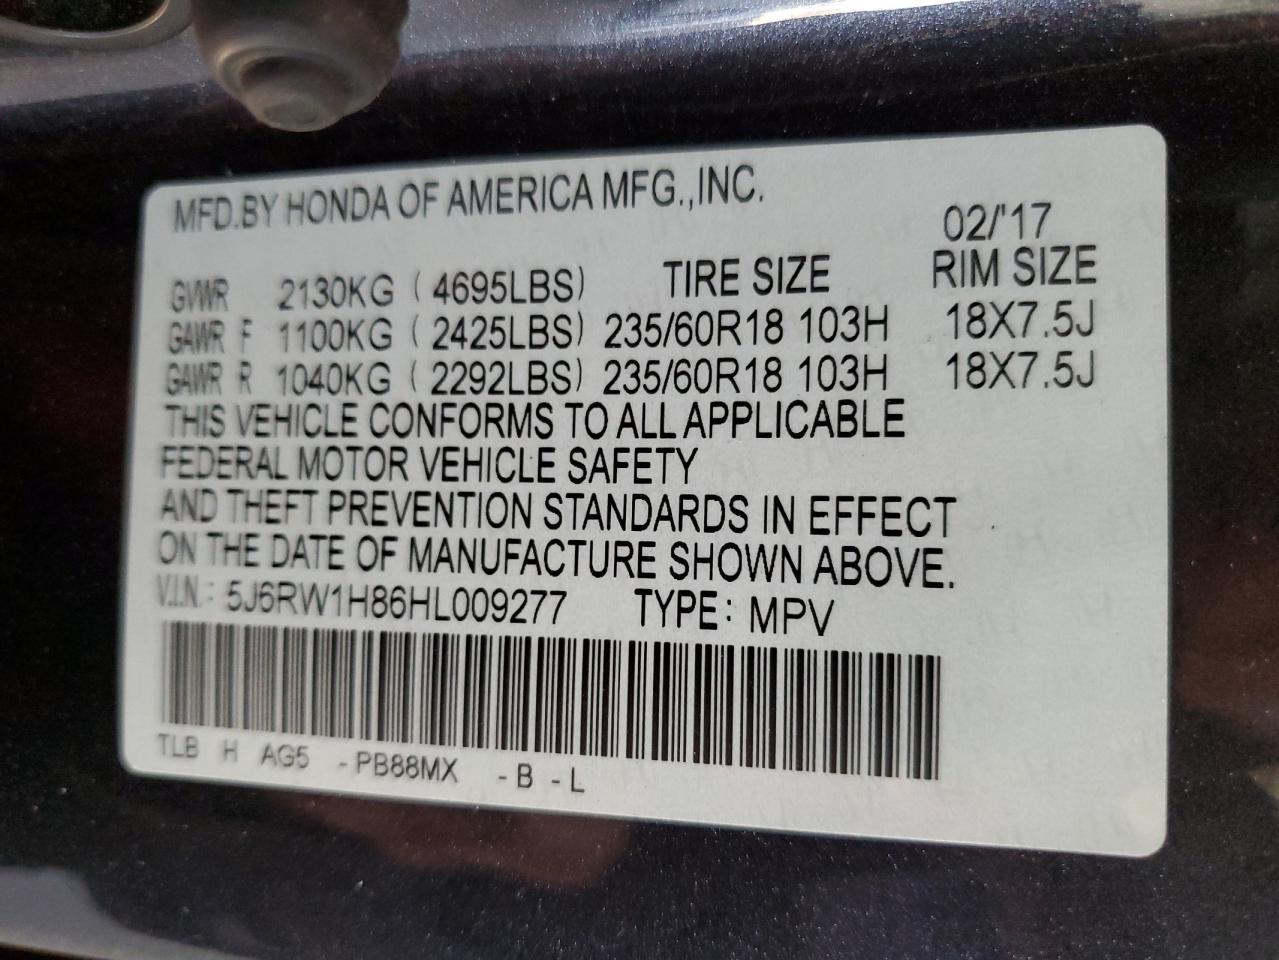 MFD.BY HONDA OF AMERICA MFG.,INC.
02/'17
GVWR 2130KG ( 4695LBS) TIRE SIZE RIM SIZE
GAWR F 1100KG ( 2425LBS) 235/60R18 103H 18X7.5J
GAWR R 1040KG ( 2292LBS) 235/60R18 103H 18X7.5J
THIS VEHICLE CONFORMS TO ALL APPLICABLE
FEDERAL MOTOR VEHICLE SAFETY
AND THEFT PREVENTION STANDARDS IN EFFECT
ON THE DATE OF MANUFACTURE SHOWN ABOVE.
V.I.N.: 5J6RW1H86HL009277 TYPE: MPV
TLB H AG5 -PB88MX -B -L